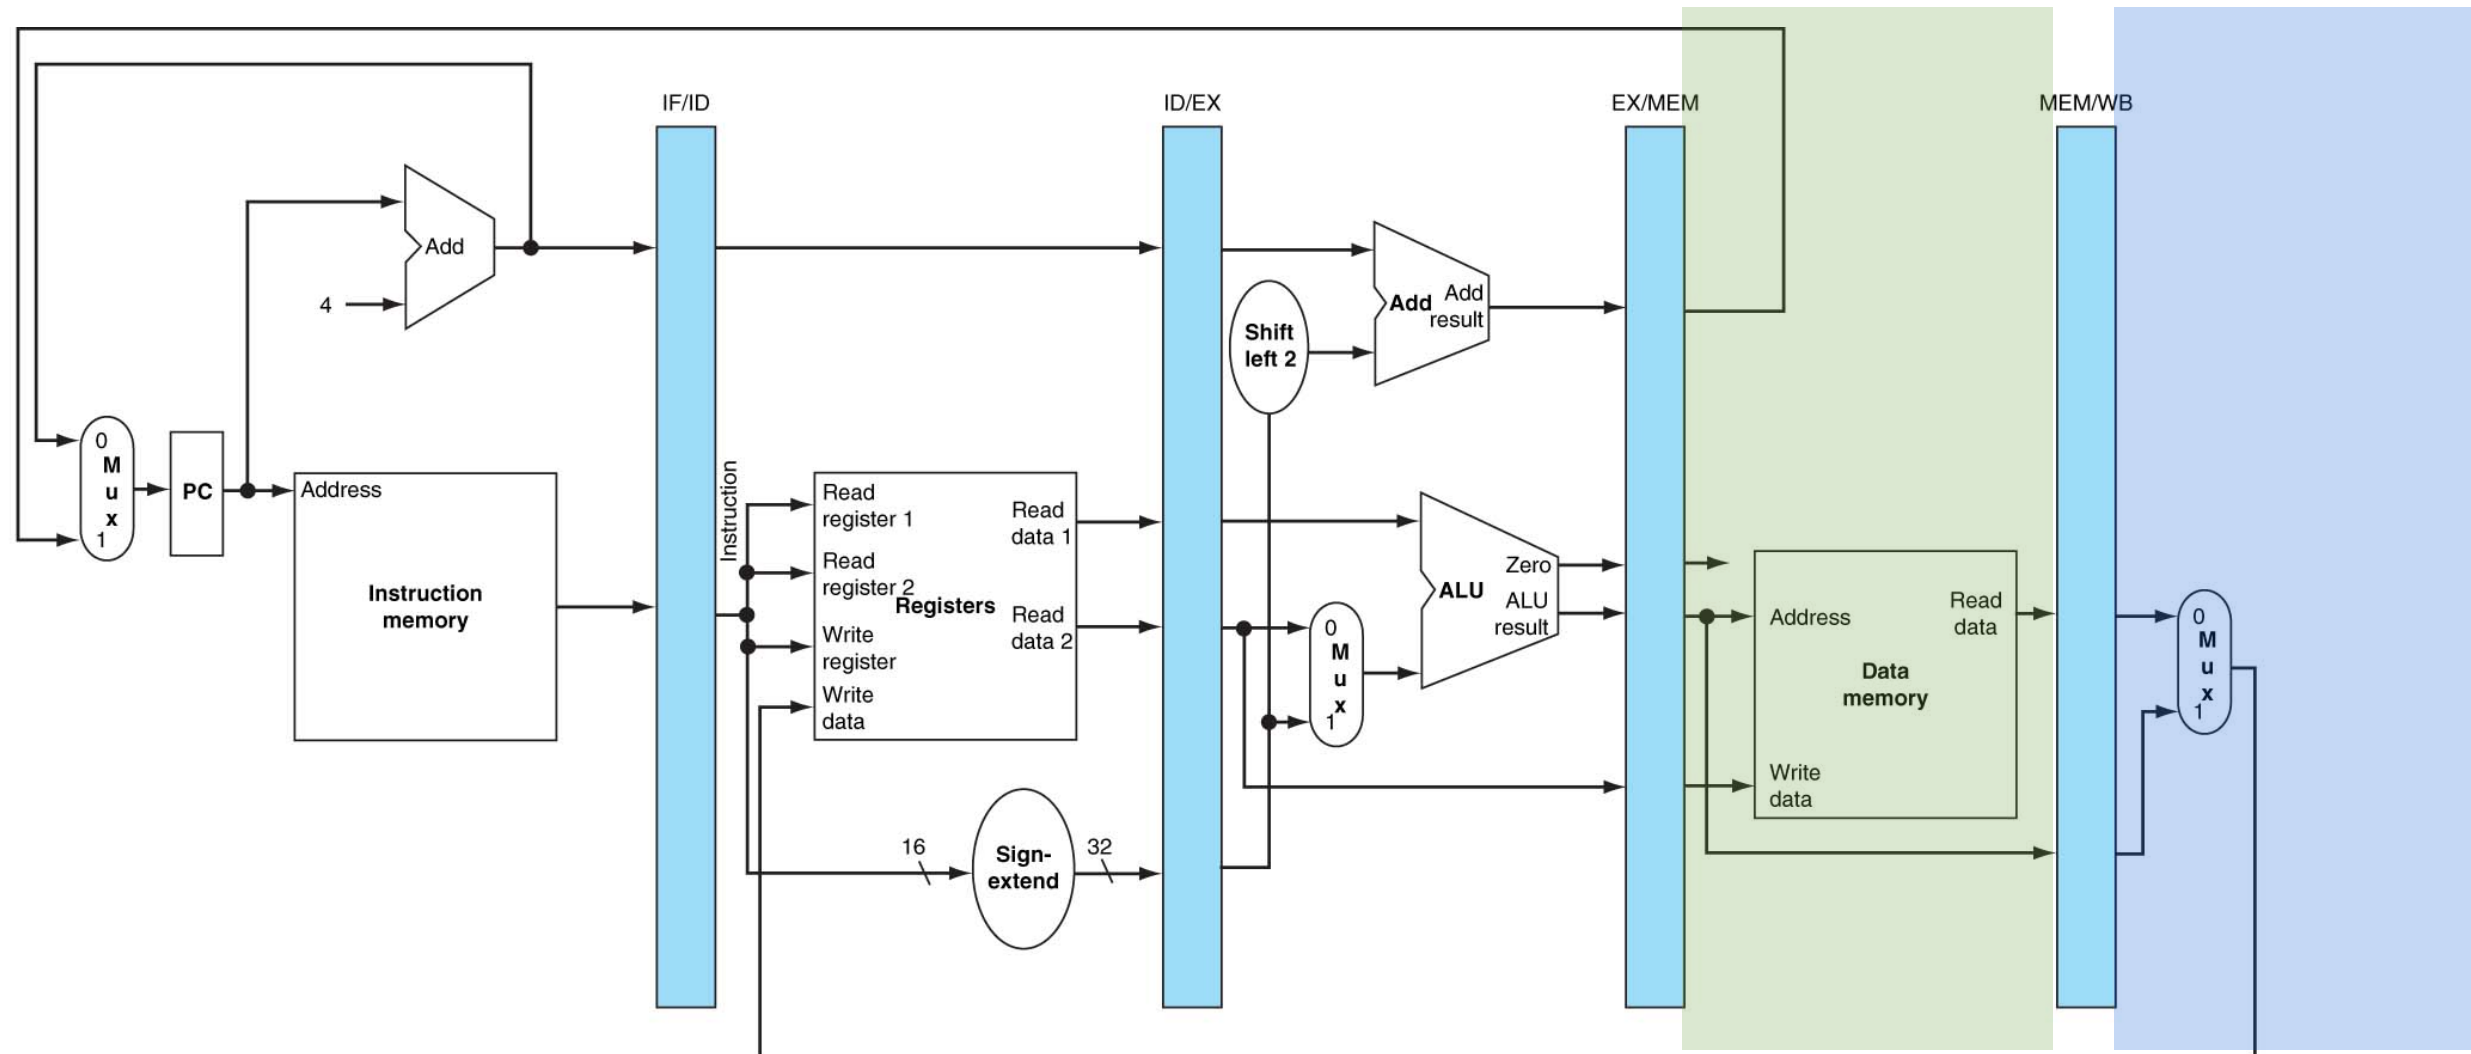 IF/ID
ID/EX
EX/MEM
MEM/WB
Add
4
Add
Add
result
Shift
left 2
0
M
u
x
1
PC
Address
Instruction
memory
Instruction
Read
register 1
Read
register 2
Write
register
Write
data
Registers
Read
data 1
Read
data 2
16
Sign-
extend
32
0
M
u
x
1
ALU
Zero
ALU
result
Address
Read
data
Data
memory
Write
data
0
M
u
x
1